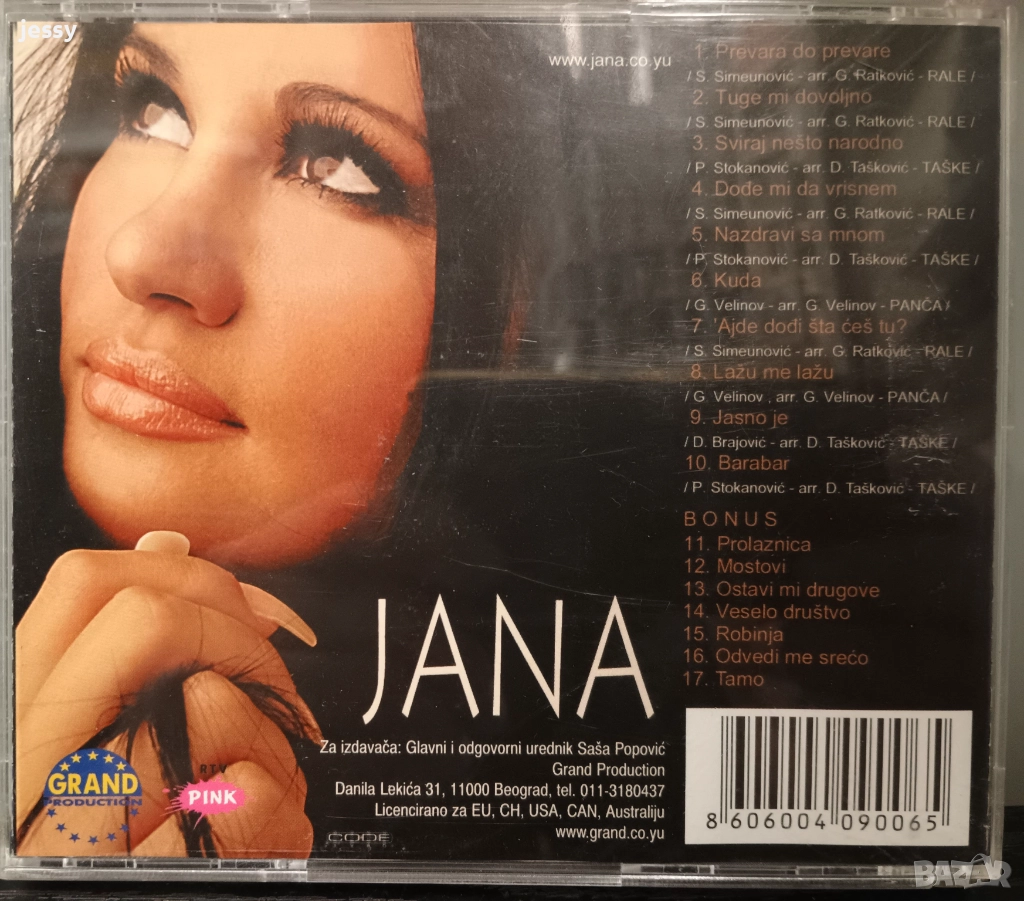 jessy
www.jana.co.yu
1. Prevara do prevare
/ S. Simeunović - arr. G. Ratković - RALE /
2. Tuge mi dovoljno
/ S. Simeunović - arr. G. Ratković - RALE /
3. Sviraj nešto narodno
/ P. Stokanović - arr. D. Tašković - TAŠKE /
4. Dođe mi da vrisnem
/ S. Simeunović - arr. G. Ratković - RALE /
5. Nazdravi sa mnom
/ P. Stokanović - arr. D. Tašković - TAŠKE /
6. Kuda
/ G. Velinov - arr. G. Velinov - PANČA /
7. 'Ajde dođi šta ćeš tu?
/ S. Simeunović - arr. G. Ratković - RALE /
8. Lažu me lažu
/ G. Velinov , arr. G. Velinov - PANČA /
9. Jasno je
/ D. Brajović - arr. D. Tašković - TAŠKE /
10. Barabar
/ P. Stokanović - arr. D. Tašković - TAŠKE /
BONUS
11. Prolaznica
12. Mostovi
13. Ostavi mi drugove
14. Veselo društvo
15. Robinja
16. Odvedi me srećo
17. Tamo
JANA
Za izdavača: Glavni i odgovorni urednik Saša Popović
Grand Production
Danila Lekića 31, 11000 Beograd, tel. 011-3180437
Licencirano za EU, CH, USA, CAN, Australiju
www.grand.co.yu
GRAND
PRODUCTION
RTV
PINK
CODE
8 606004 090065
BAZAR